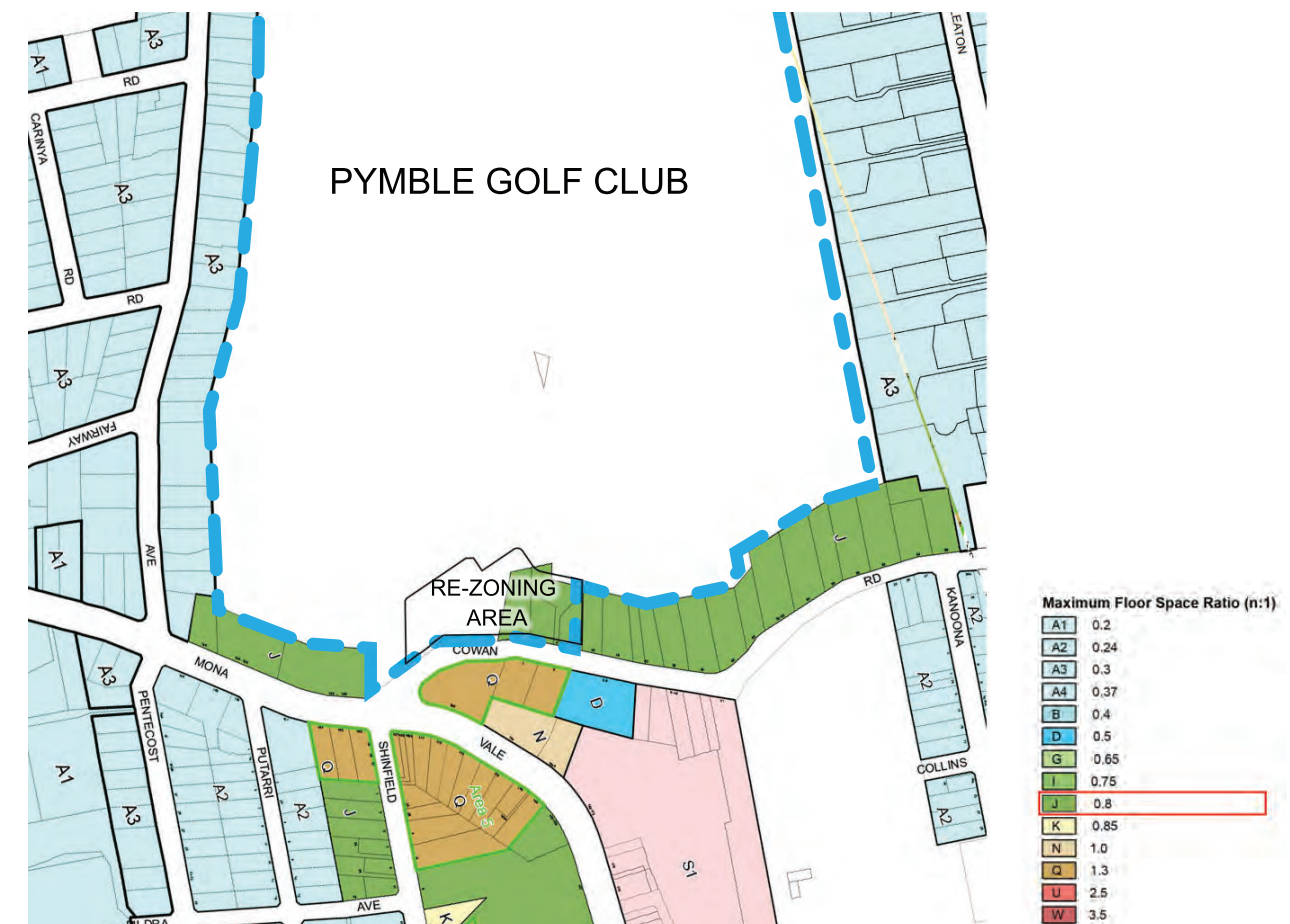 A3
A1
RD
CARINYA
EATON
PYMBLE GOLF CLUB
A3
A3
RD
RD
A3
A3
FAIRWAY
J
A1
AVE
RE-ZONING
AREA
RD
KANOONA
A2
COWAN
J
MONA
A3
Q
A2
D
PENTECOST
N
VALE
PUTARRI
SHINFIELD
Q
COLLINS
A1
A3
A2
A2
J
Q
Area 5
A2
S1
AVE
K
Maximum Floor Space Ratio (n:1)
A1 0.2
A2 0.24
A3 0.3
A4 0.37
B 0.4
D 0.5
G 0.65
I 0.75
J 0.8
K 0.85
N 1.0
Q 1.3
U 2.5
W 3.5